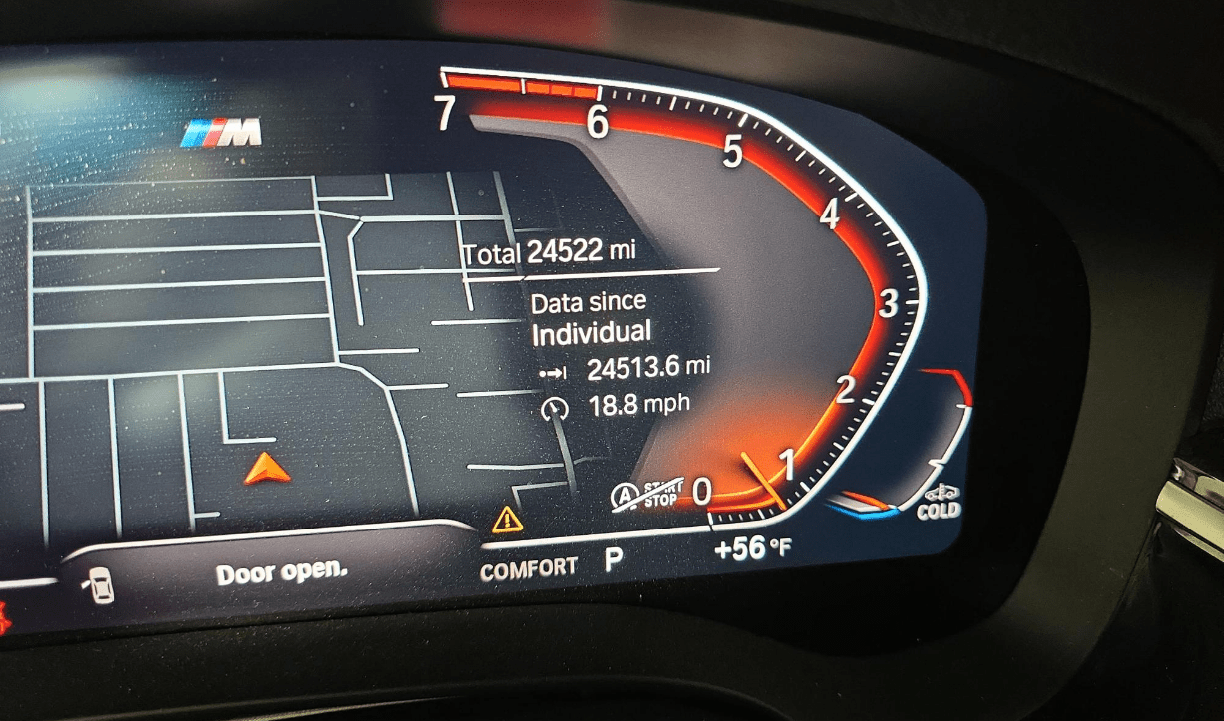 M
7
6
5
4
3
2
1
0
Total 24522 mi
Data since
Individual
24513.6 mi
18.8 mph
A START
STOP
COLD
+56 °F
COMFORT P
Door open.